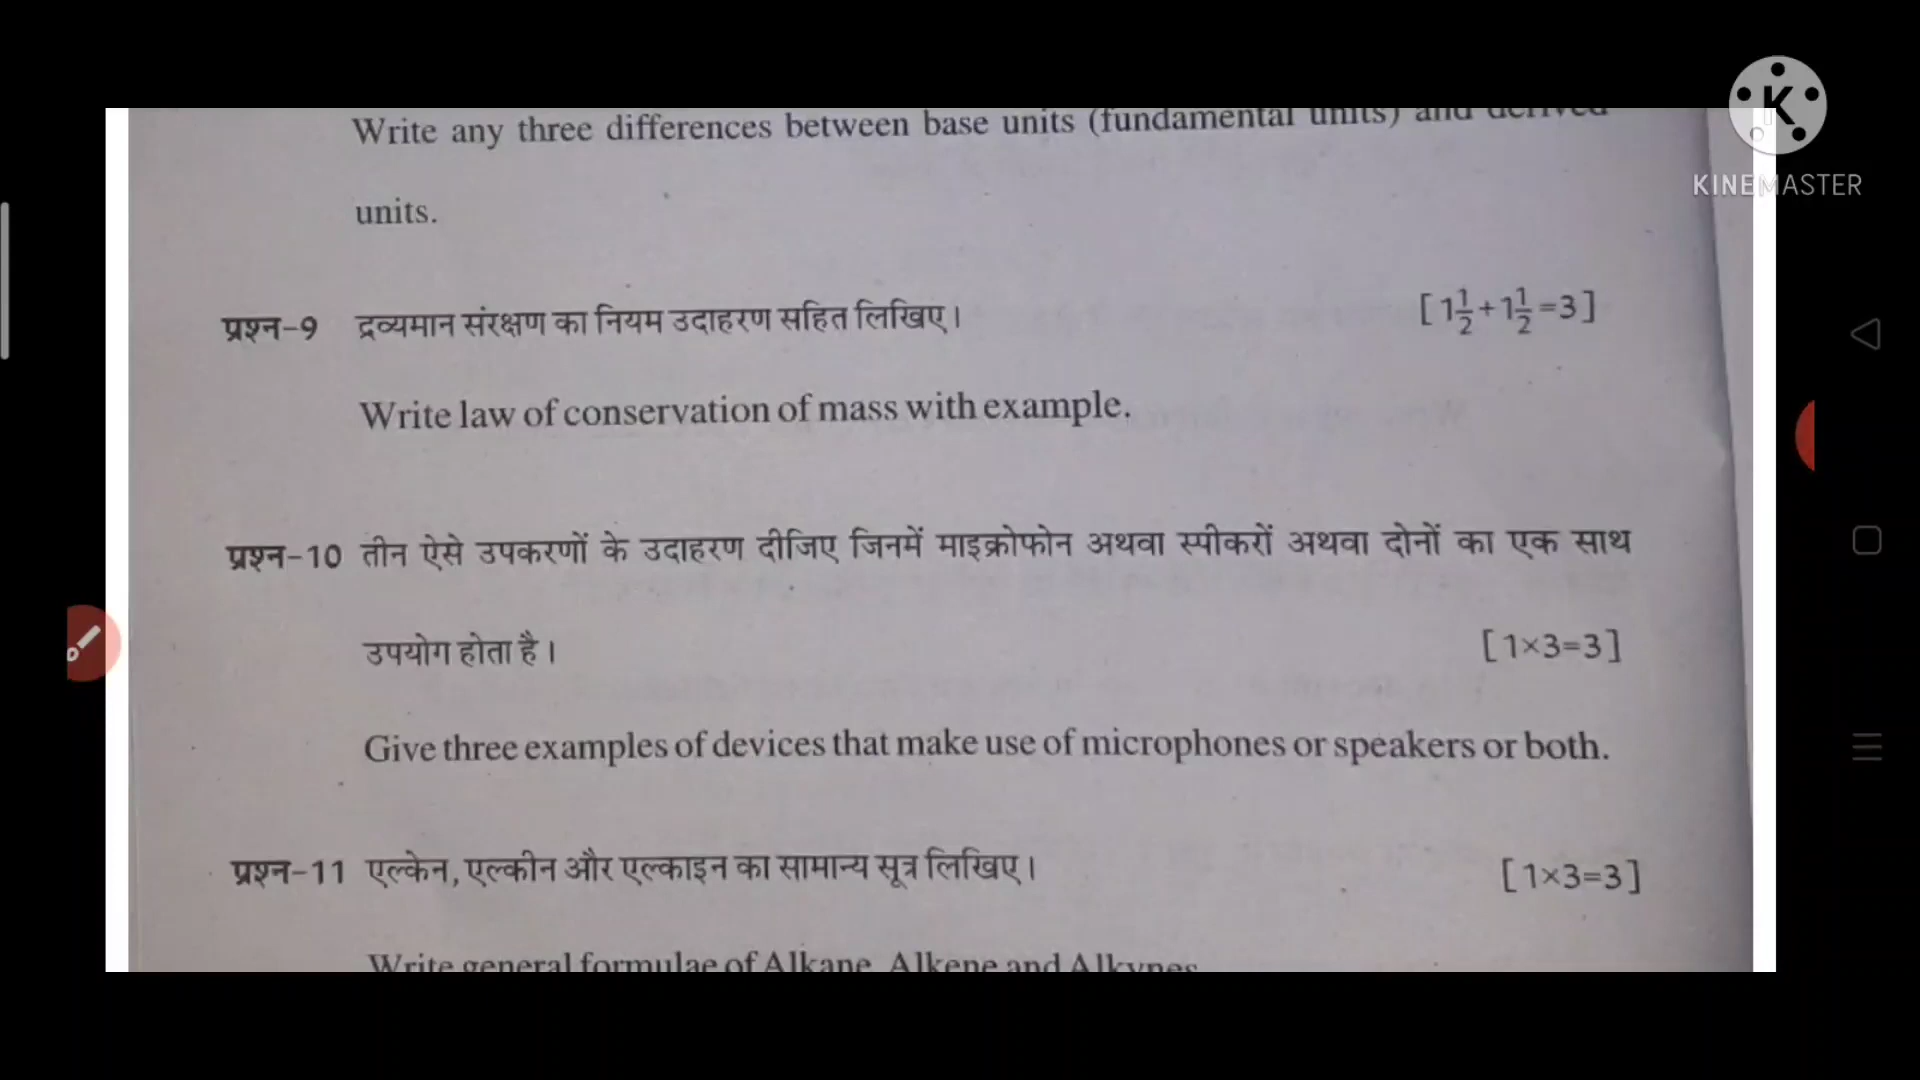 Write any three differences between base units (fundamental units) and derived
units.
प्रश्न-9 द्रव्यमान संरक्षण का नियम उदाहरण सहित लिखिए। [1½+1½=3]
Write law of conservation of mass with example.
प्रश्न-10 तीन ऐसे उपकरणों के उदाहरण दीजिए जिनमें माइक्रोफोन अथवा स्पीकरों अथवा दोनों का एक साथ
उपयोग होता है। [1×3=3]
Give three examples of devices that make use of microphones or speakers or both.
प्रश्न-11 एल्केन, एल्कीन और एल्काइन का सामान्य सूत्र लिखिए। [1×3=3]
Write general formulae of Alkane, Alkene and Alkynes
K
KINEMASTER